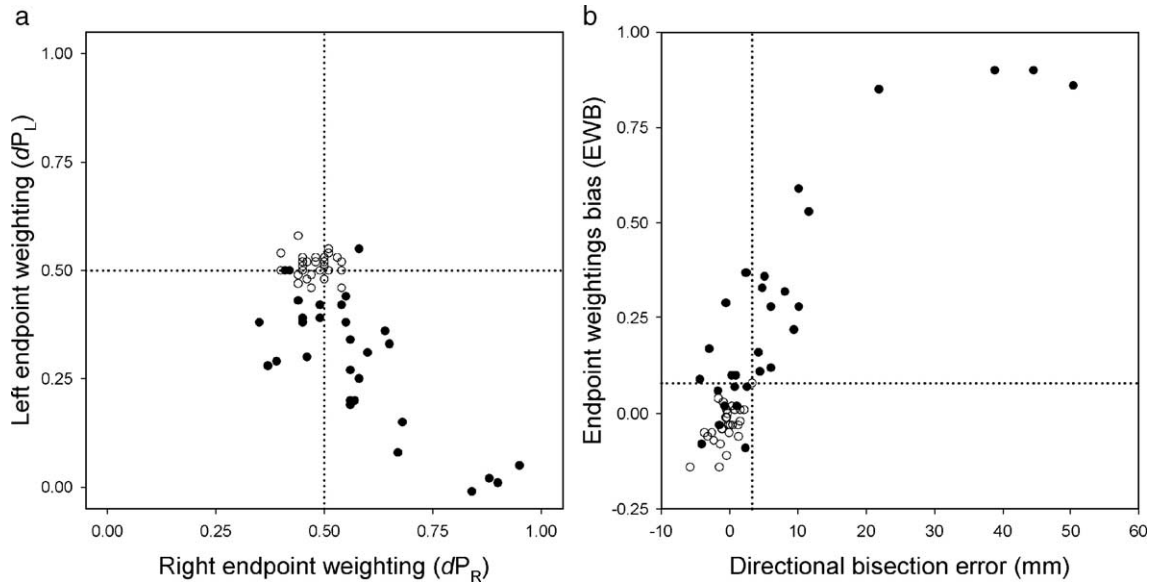 a
1.00
0.75
0.50
0.25
0.00
Left endpoint weighting (dP_L)
0.00 0.25 0.50 0.75 1.00
Right endpoint weighting (dP_R)
b
1.00
0.75
0.50
0.25
0.00
-0.25
Endpoint weightings bias (EWB)
-10 0 10 20 30 40 50 60
Directional bisection error (mm)